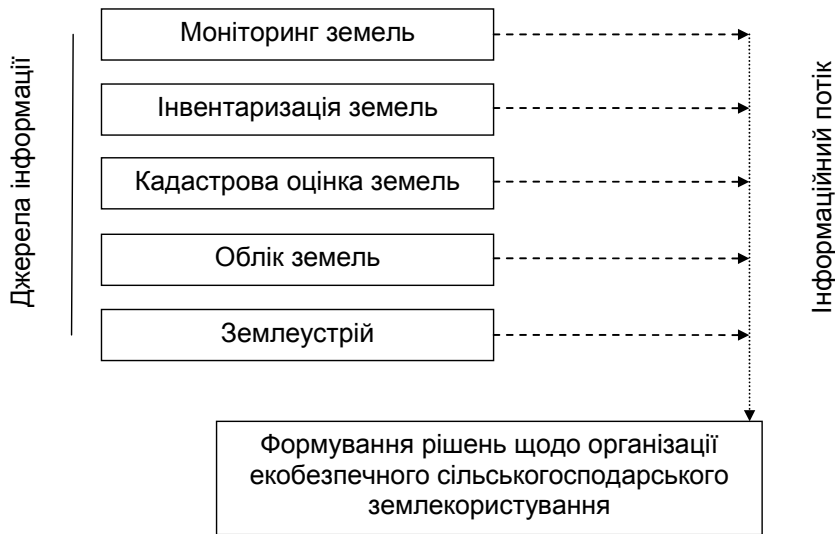 Джерела інформації
Моніторинг земель
Інвентаризація земель
Кадастрова оцінка земель
Облік земель
Землеустрій
Інформаційний потік
Формування рішень щодо організації
екобезпечного сільськогосподарського
землекористування